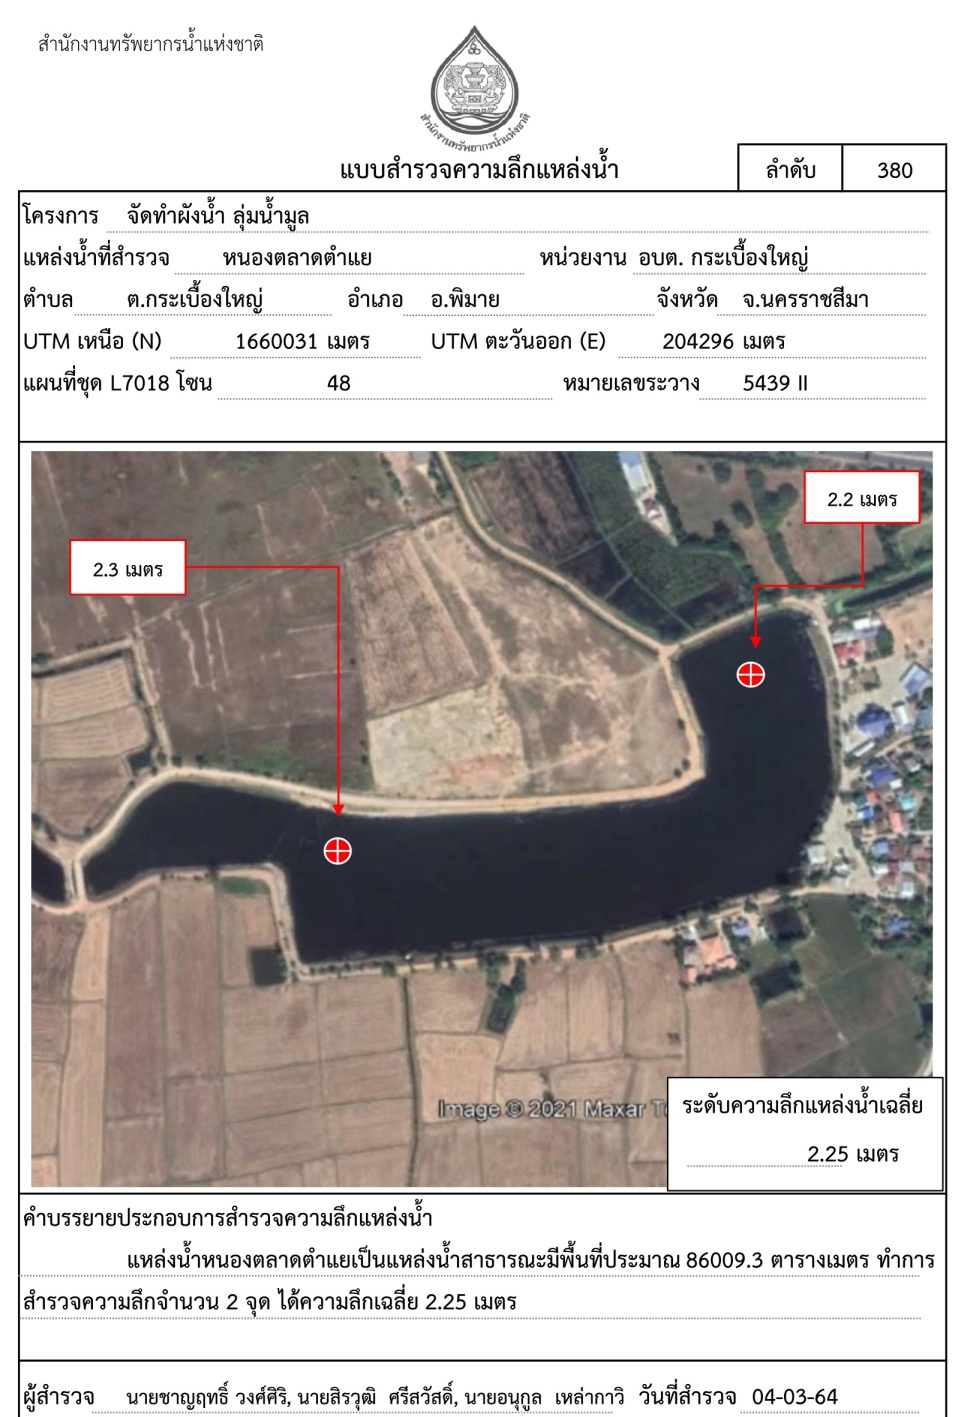 สำนักงานทรัพยากรน้ำแห่งชาติ
สำนักงานทรัพยากรน้ำแห่งชาติ
แบบสำรวจความลึกแหล่งน้ำ ลำดับ 380
โครงการ จัดทำผังน้ำ ลุ่มน้ำมูล
แหล่งน้ำที่สำรวจ หนองตลาดตำแย หน่วยงาน อบต. กระเบื้องใหญ่
ตำบล ต.กระเบื้องใหญ่ อำเภอ อ.พิมาย จังหวัด จ.นครราชสีมา
UTM เหนือ (N) 1660031 เมตร UTM ตะวันออก (E) 204296 เมตร
แผนที่ชุด L7018 โซน 48 หมายเลขระวาง 5439 II
2.2 เมตร
2.3 เมตร
Image © 2021 Maxar
ระดับความลึกแหล่งน้ำเฉลี่ย
2.25 เมตร
คำบรรยายประกอบการสำรวจความลึกแหล่งน้ำ
แหล่งน้ำหนองตลาดตำแยเป็นแหล่งน้ำสาธารณะมีพื้นที่ประมาณ 86009.3 ตารางเมตร ทำการ
สำรวจความลึกจำนวน 2 จุด ได้ความลึกเฉลี่ย 2.25 เมตร
ผู้สำรวจ นายชาญฤทธิ์ วงศ์ศิริ, นายสิรวุฒิ ศรีสวัสดิ์, นายอนุกูล เหล่ากาวิ วันที่สำรวจ 04-03-64